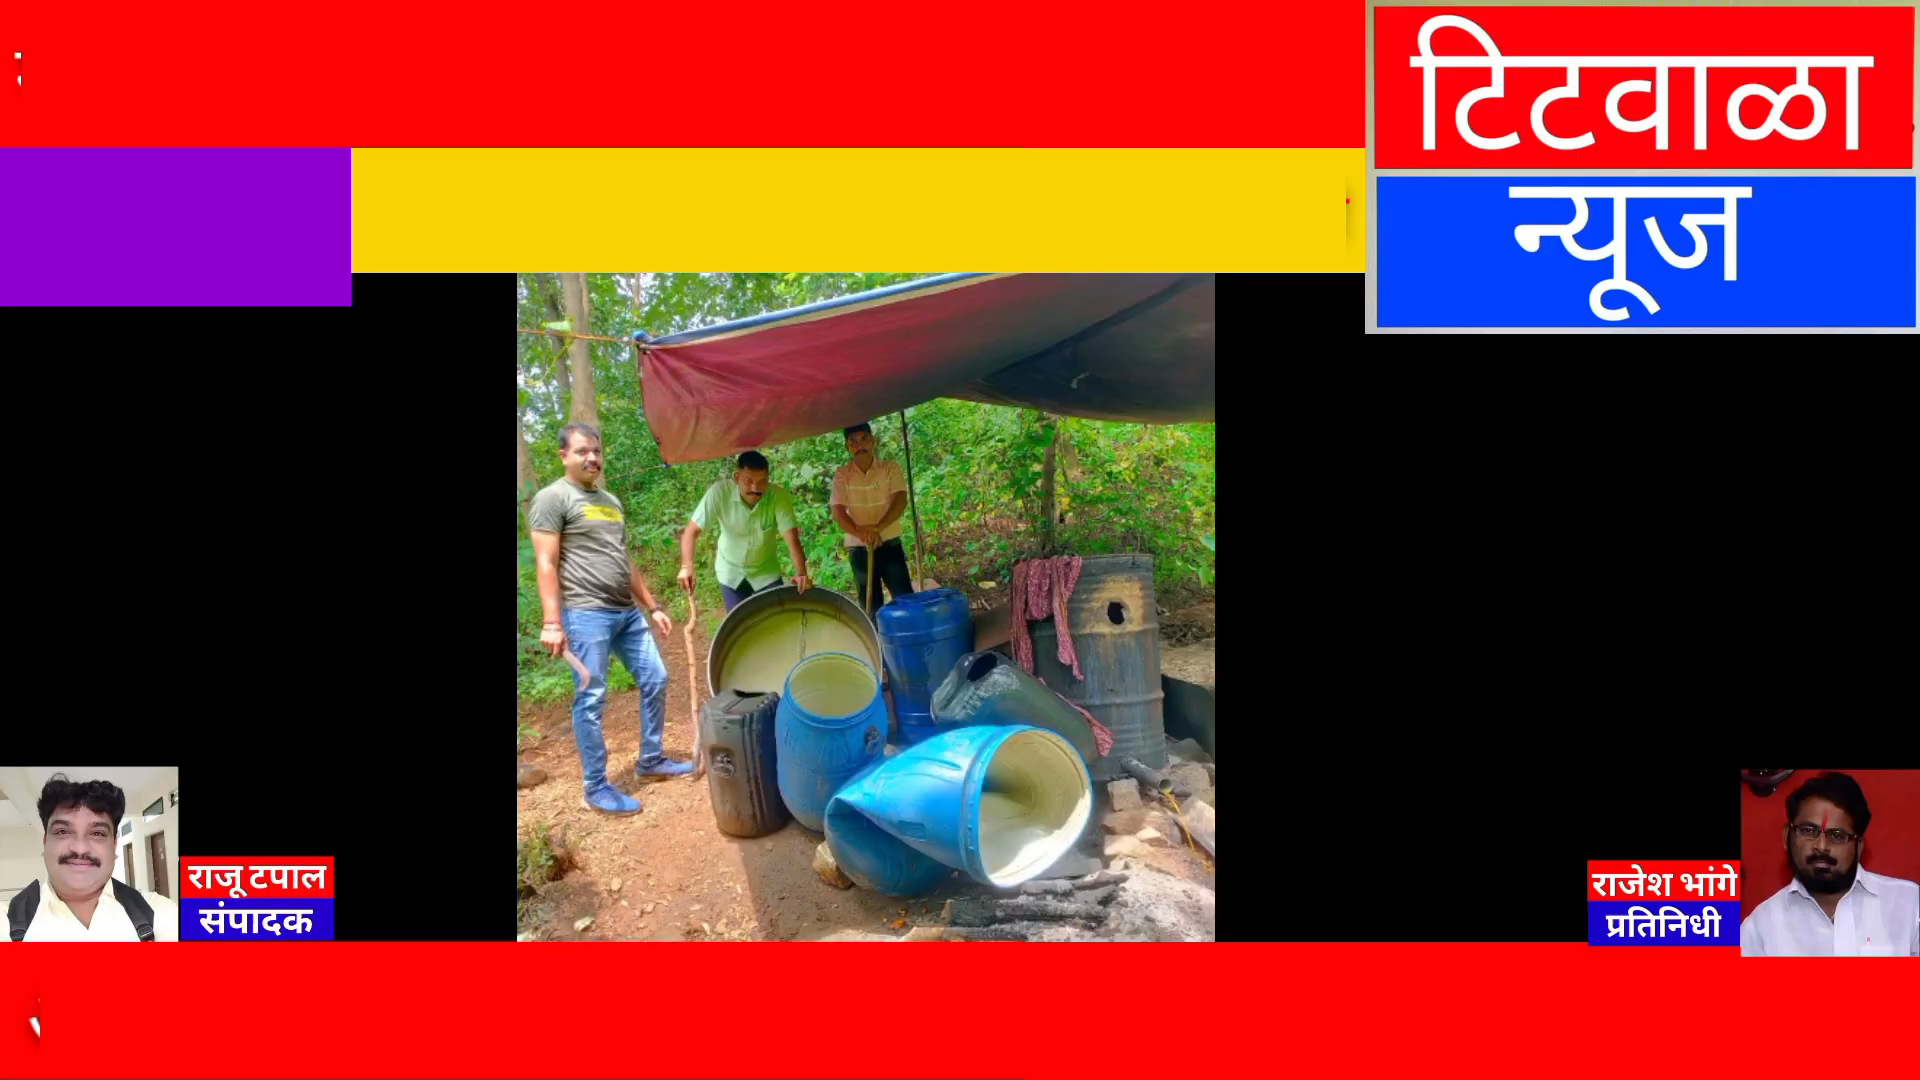 टिटवाळा
न्यूज
राजू टपाल
संपादक
राजेश भांगे
प्रतिनिधी